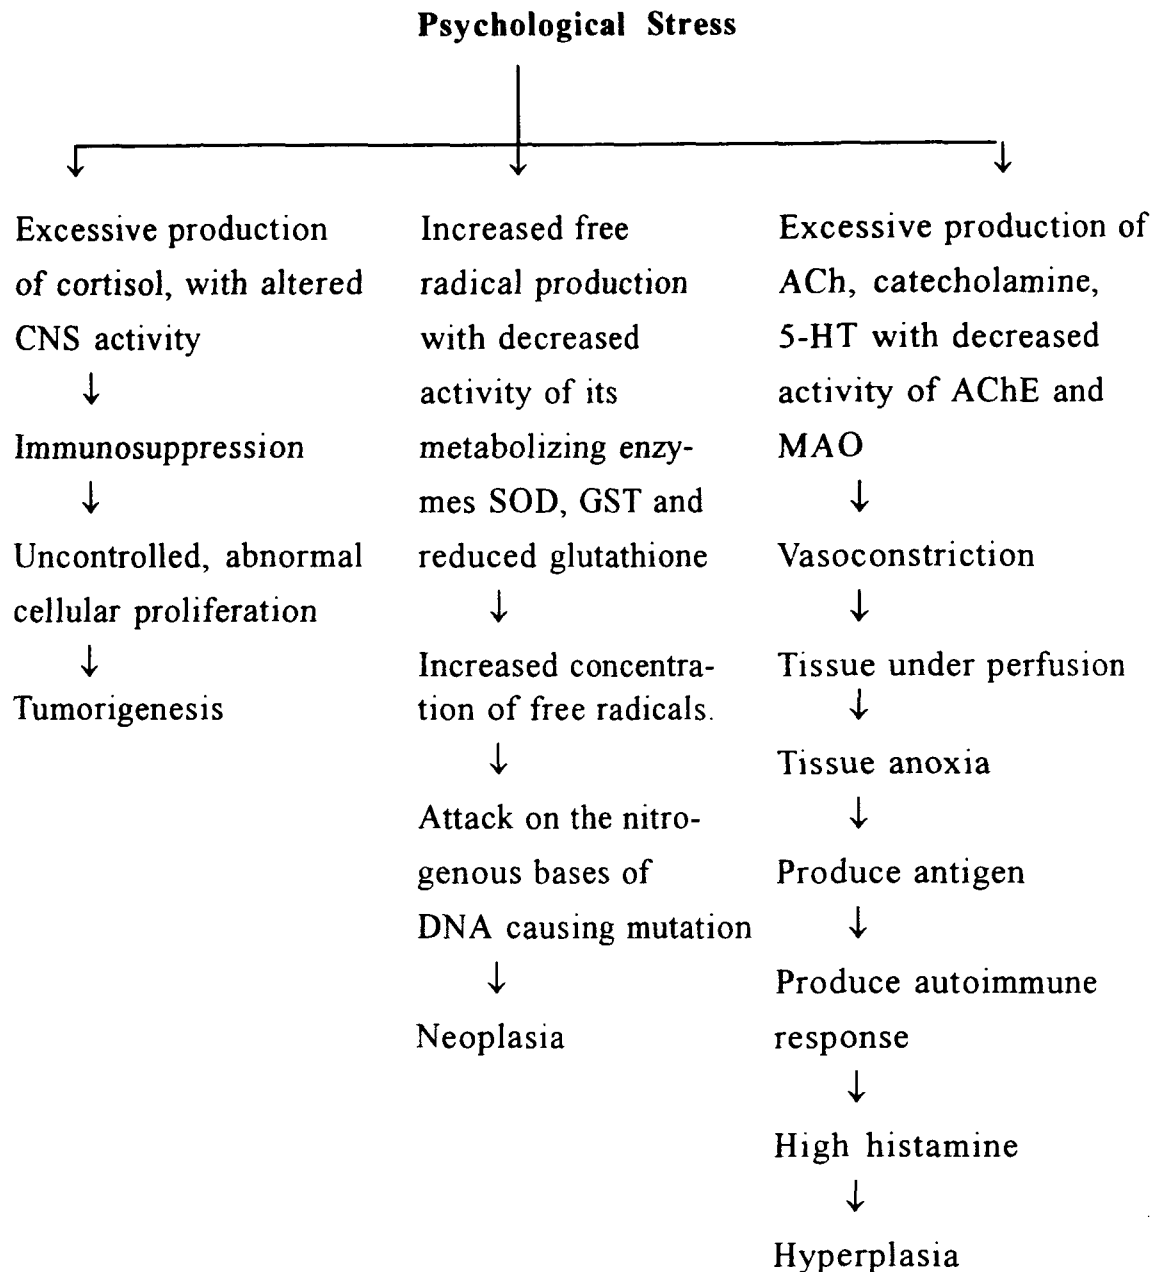 Psychological Stress
Excessive production
of cortisol, with altered
CNS activity
↓
Immunosuppression
↓
Uncontrolled, abnormal
cellular proliferation
↓
Tumorigenesis
Increased free
radical production
with decreased
activity of its
metabolizing enzy-
mes SOD, GST and
reduced glutathione
↓
Increased concentra-
tion of free radicals.
↓
Attack on the nitro-
genous bases of
DNA causing mutation
↓
Neoplasia
Excessive production of
ACh, catecholamine,
5-HT with decreased
activity of AChE and
MAO
↓
Vasoconstriction
↓
Tissue under perfusion
↓
Tissue anoxia
↓
Produce antigen
↓
Produce autoimmune
response
↓
High histamine
↓
Hyperplasia